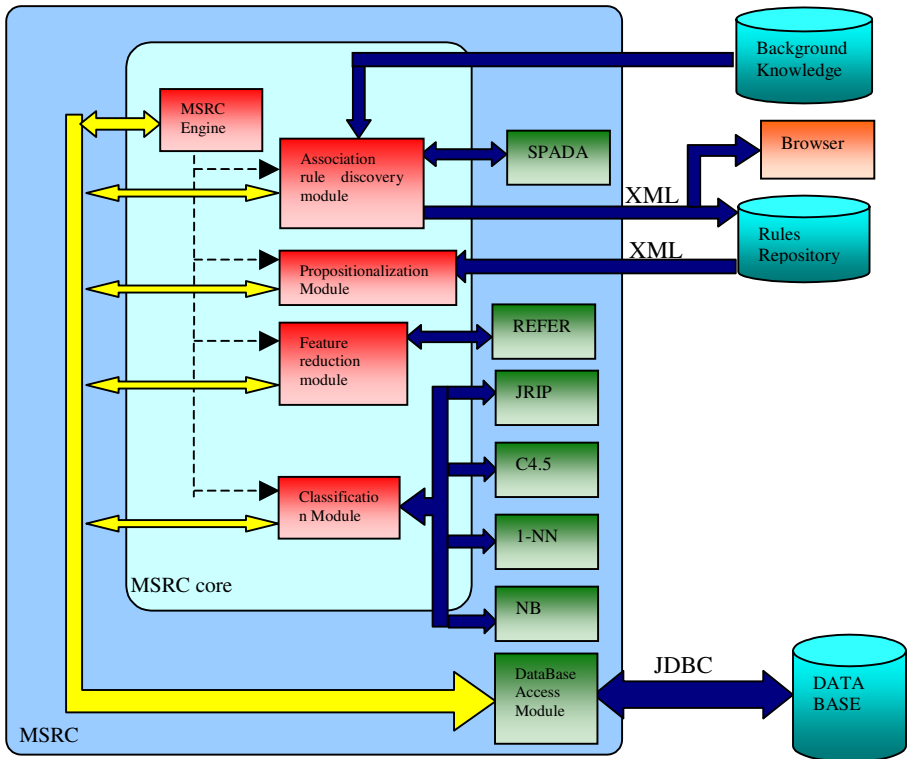 Background
Knowledge
MSRC
Engine
Association
rule discovery
module
SPADA
Browser
XML
Rules
Repository
XML
Propositionalization
Module
REFER
Feature
reduction
module
JRIP
C4.5
Classificatio
n Module
1-NN
MSRC core
NB
DataBase
Access
Module
JDBC
DATA
BASE
MSRC